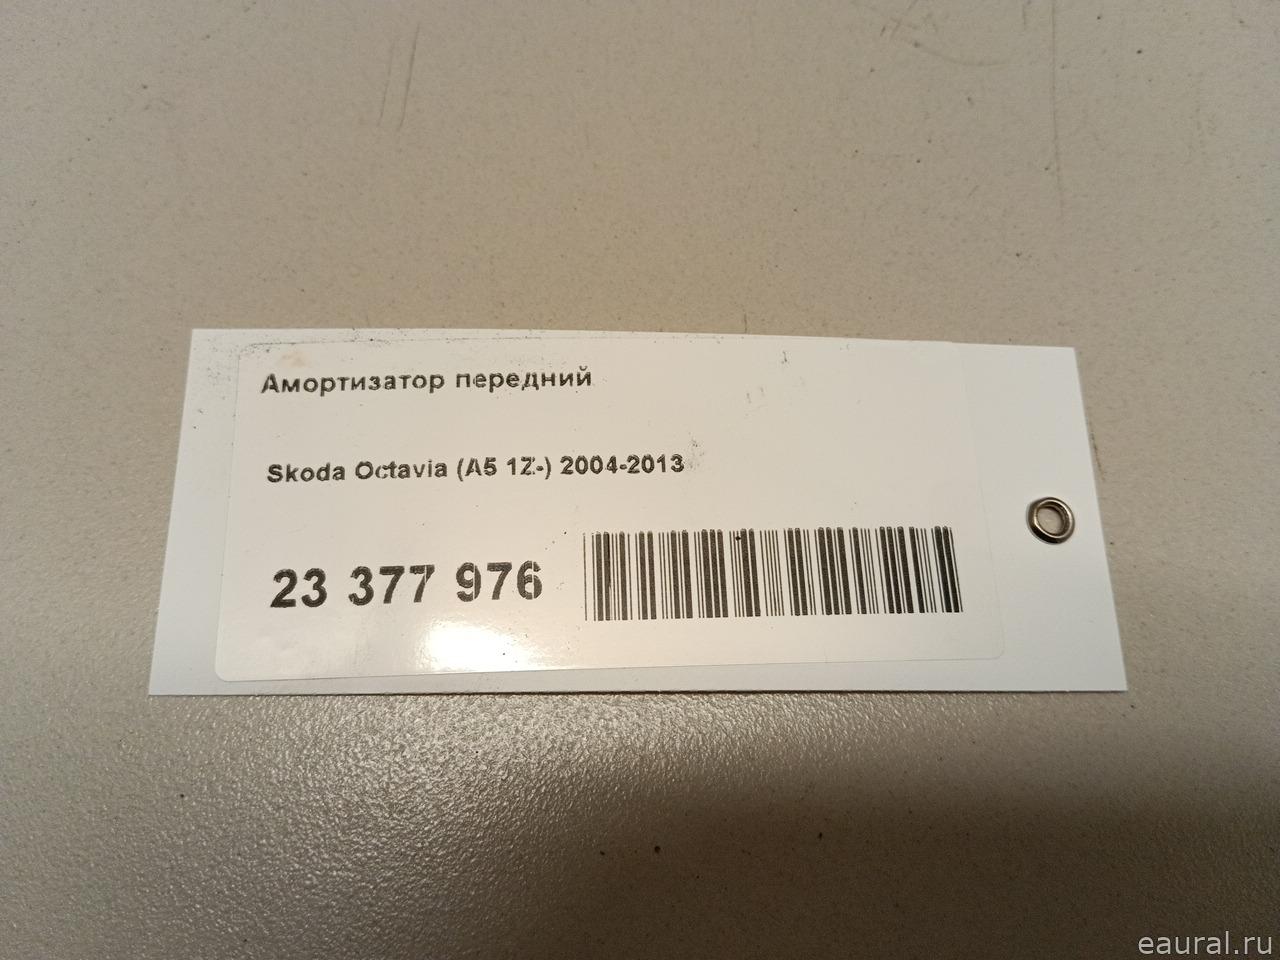 Амортизатор передний
Skoda Octavia (A5 1Z-) 2004-2013
23 377 976
eaural.ru